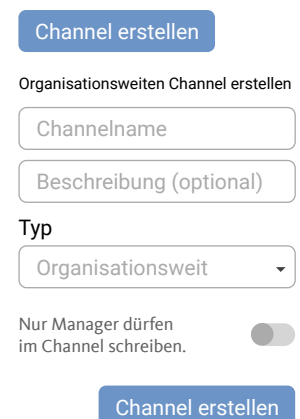 Channel erstellen
Organisationsweiten Channel erstellen
Channelname
Beschreibung (optional)
Typ
Organisationsweit
Nur Manager dürfen
im Channel schreiben.
Channel erstellen